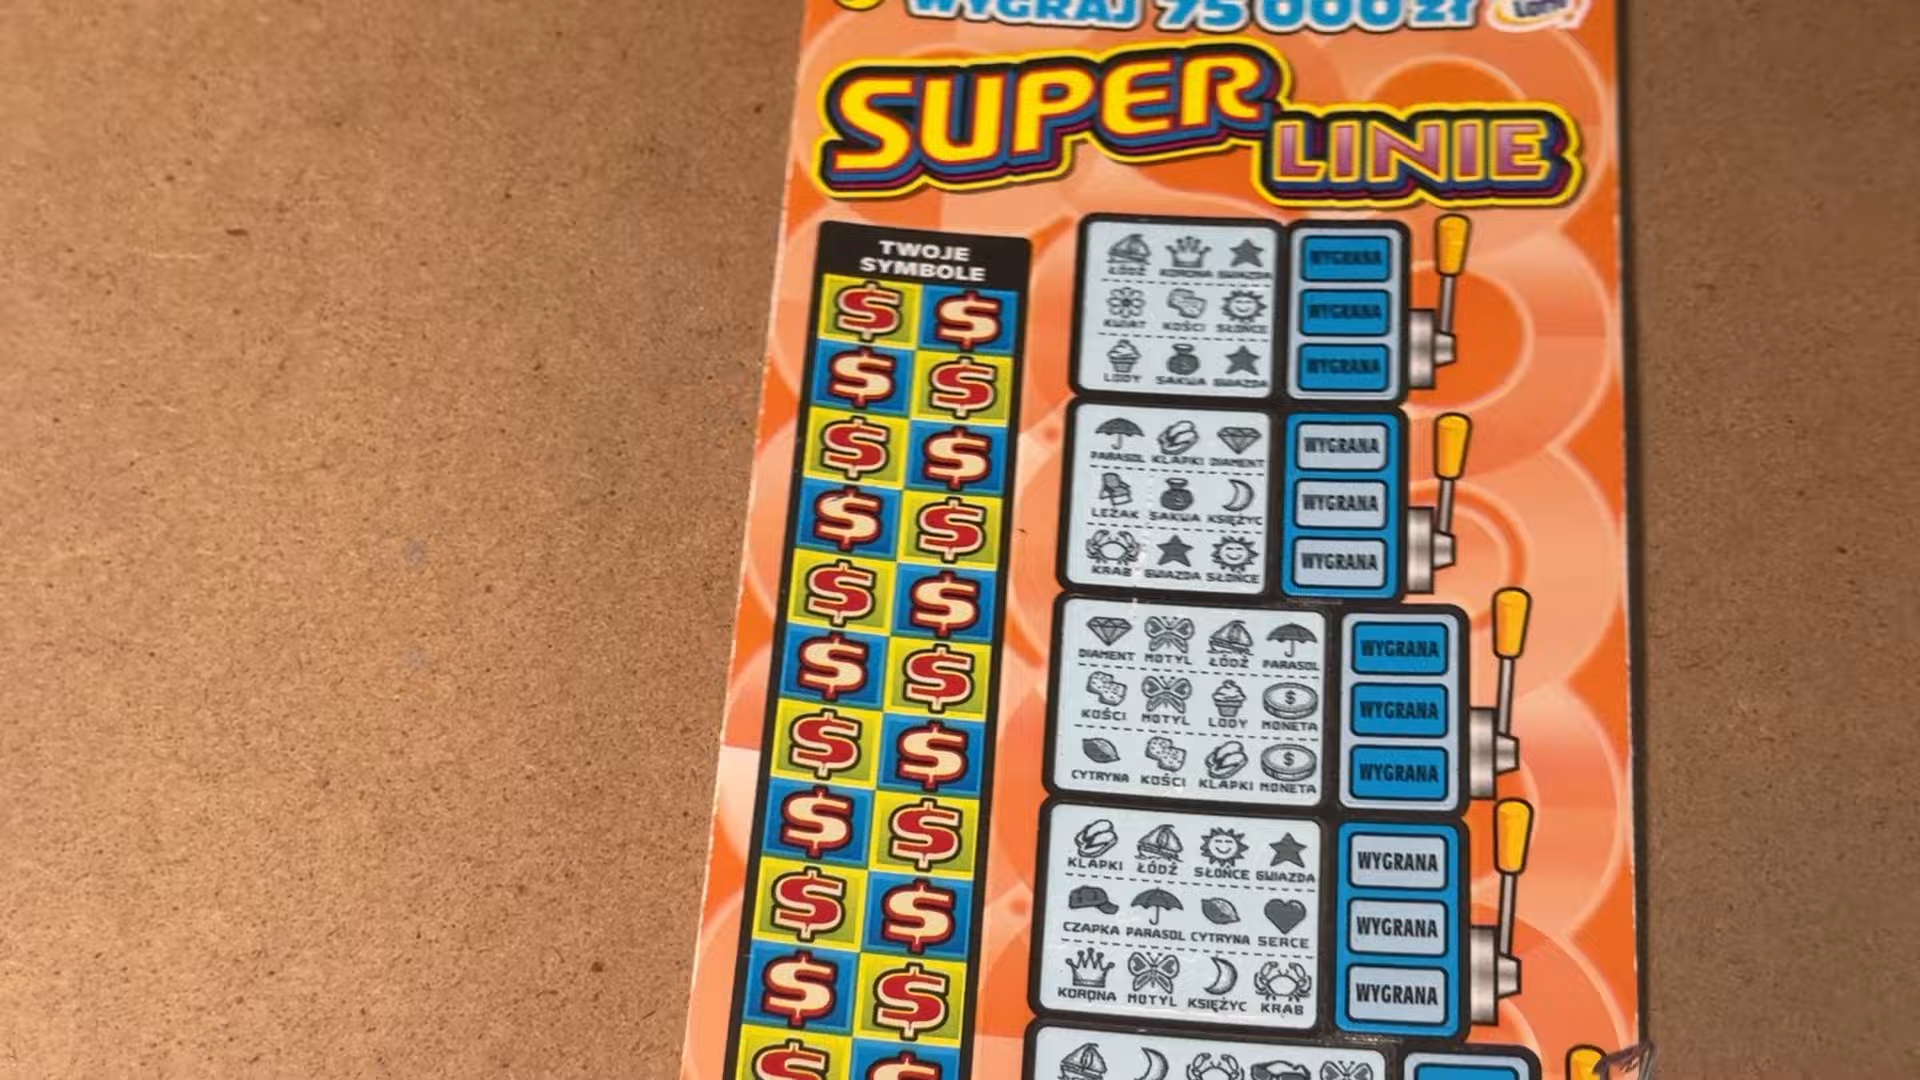 WYGRAJ 75 000 zł
SUPER
LINIE
TWOJE
SYMBOLE
ŁÓDŹ KORONA GWIAZDA
KWIAT KOŚCI SŁOŃCE
LODY SAKWA GWIAZDA
WYGRANA
WYGRANA
WYGRANA
PARASOL KLAPKI DIAMENT
LEŻAK SAKWA KSIĘŻYC
KRAB GWIAZDA SŁOŃCE
WYGRANA
WYGRANA
WYGRANA
DIAMENT MOTYL ŁÓDŹ PARASOL
KOŚCI MOTYL LODY MONETA
CYTRYNA KOŚCI KLAPKI MONETA
WYGRANA
WYGRANA
WYGRANA
KLAPKI ŁÓDŹ SŁOŃCE GWIAZDA
CZAPKA PARASOL CYTRYNA SERCE
KORONA MOTYL KSIĘŻYC KRAB
WYGRANA
WYGRANA
WYGRANA